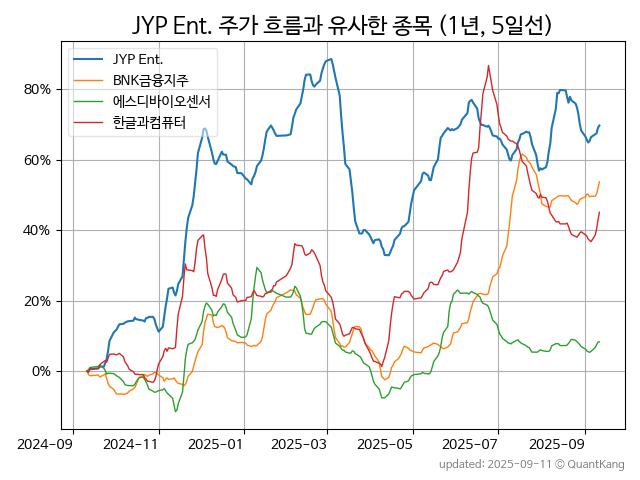 JYP Ent. 주가 흐름과 유사한 종목 (1년, 5일선)
JYP Ent.
BNK금융지주
에스디바이오센서
한글과컴퓨터
80%
60%
40%
20%
0%
2024-09 2024-11 2025-01 2025-03 2025-05 2025-07 2025-09
updated: 2025-09-11 © QuantKang